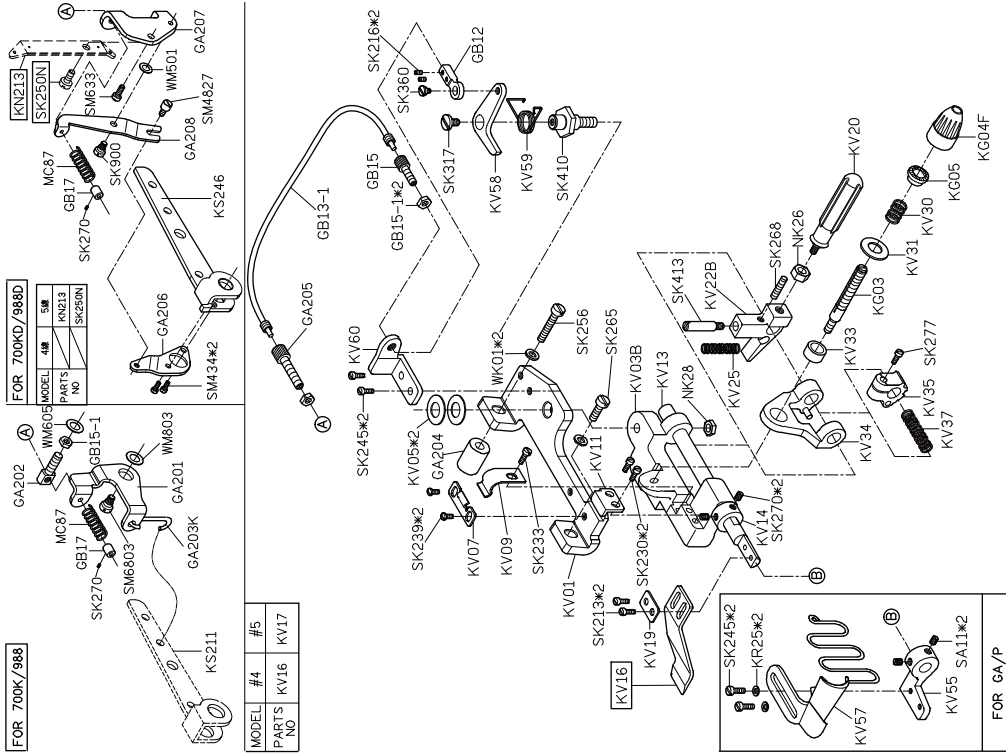 FOR 700K/988
KS211
SK270
GB17
MC87
SM6803
GA203K
GA201
WM803
GB15-1
WM605
GA202
A
FOR 700KD/988D
MODEL 4線 5線
PARTS NO KN213
SK250N
SM434*2
GA206
KS246
SK270
GB17
MC87
SK900
GA208
SM4827
WM501
SM633
SK250N
KN213
GA207
A
MODEL #4 #5
PARTS NO KV16 KV17
A
GA205
GB13-1
GB15
GB15-1*2
SK216*2
SK360
GB12
SK317
KV58
KV59
SK410
KV60
SK245*2
KV05*2
GA204
SK239*2
KV07
KV09
SK233
KV01
WK01*2
SK256
SK265
KV11
KV03B
KV13
NK28
SK230*2
KV14
SK270*2
B
SK213*2
KV19
KV16
KV25
SK413
KV22B
SK268
NK26
KV20
KG04F
KG05
KV30
KV31
KG03
KV33
KV34
SK277
KV35
KV37
SK245*2
KR25*2
KV57
KV55
SA11*2
B
FOR GA/P